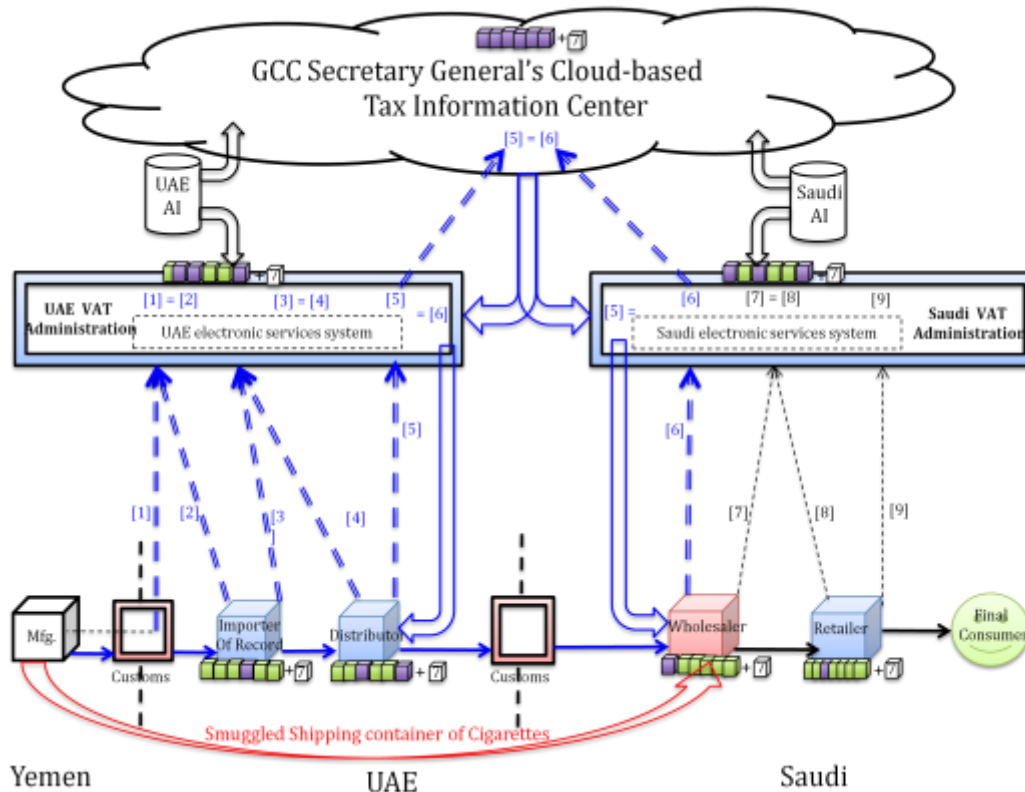 + 7
GCC Secretary General's Cloud-based
Tax Information Center
[5] = [6]
UAE
AI
Saudi
AI
+ 7
+ 7
UAE VAT
Administration
[1] = [2]
[3] = [4]
[5]
= [6]
UAE electronic services system
[5] =
[6]
[7] = [8]
[9]
Saudi VAT
Administration
Saudi electronic services system
[5]
[6]
[1]
[2]
[3
]
[4]
[7]
[8]
[9]
Mfg.
Importer
Of Record
Distributor
Wholesaler
Retailer
Final
Consumer
Customs
+ 7
+ 7
Customs
+ 7
+ 7
Smuggled Shipping container of Cigarettes
Yemen
UAE
Saudi